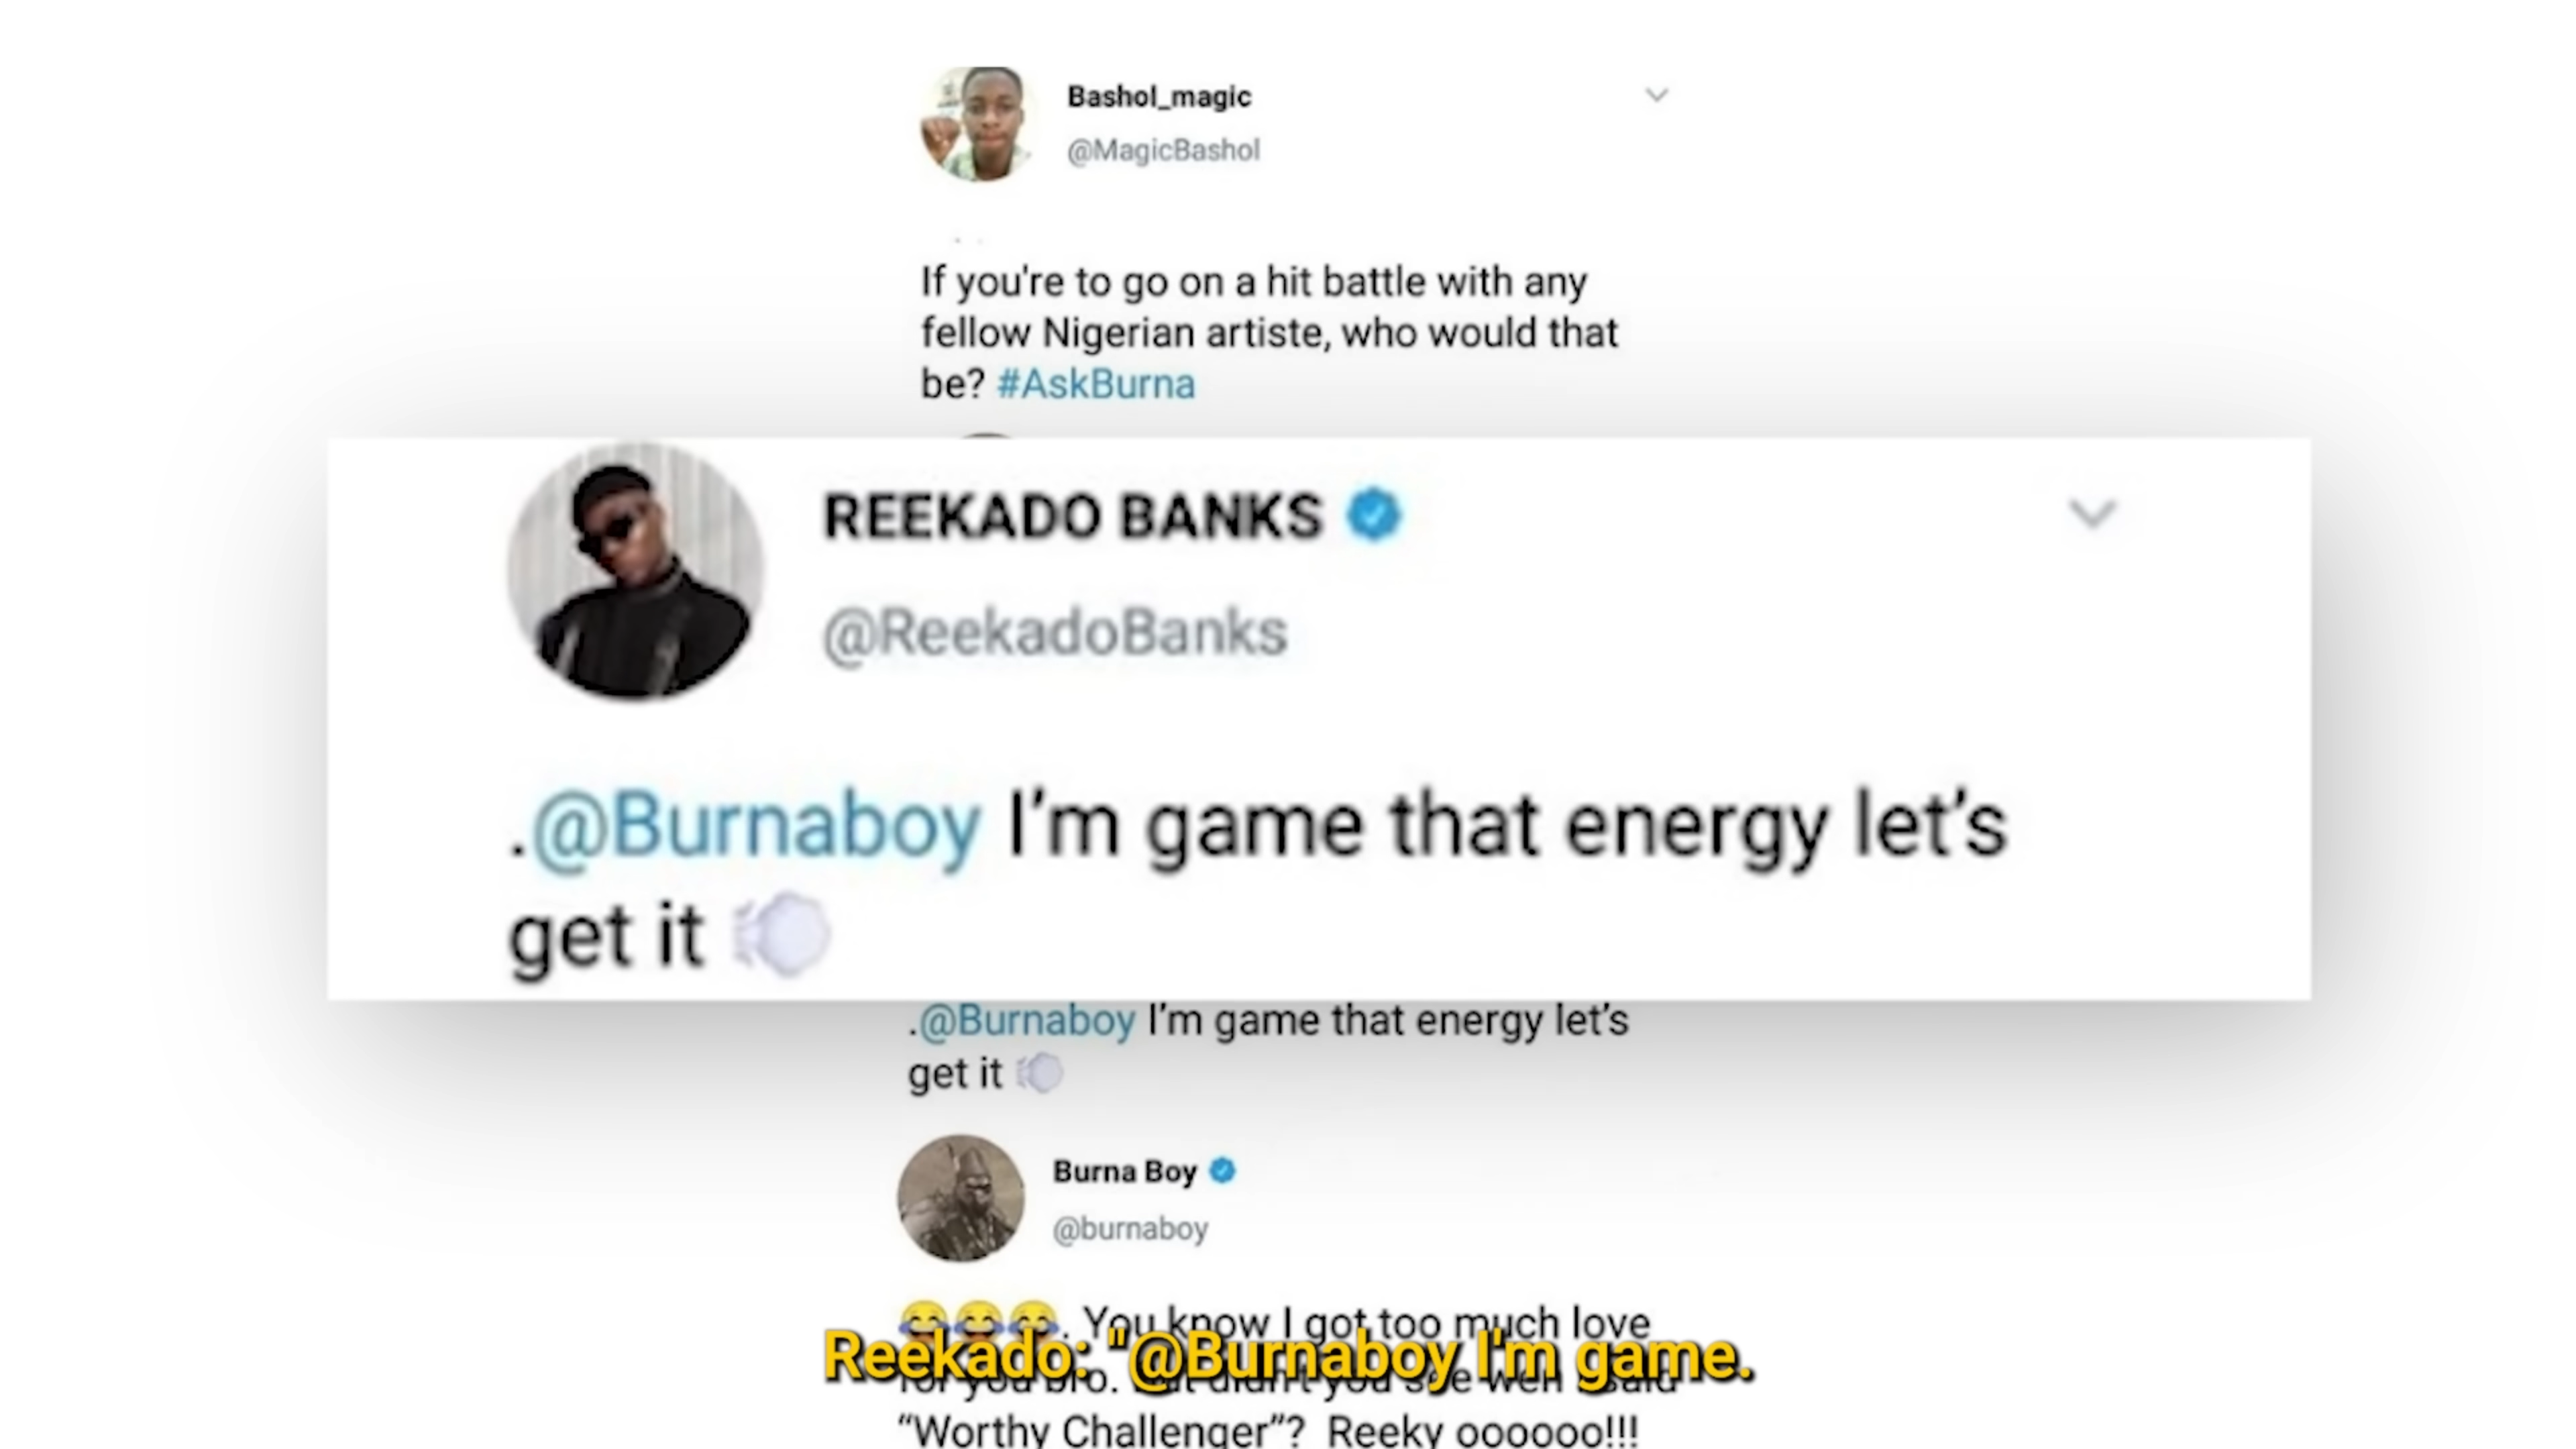 Bashol_magic
@MagicBashol
If you're to go on a hit battle with any
fellow Nigerian artiste, who would that
be? #AskBurna
REEKADO BANKS
@ReekadoBanks
.@Burnaboy I'm game that energy let's
get it
.@Burnaboy I'm game that energy let's
get it
Burna Boy
@burnaboy
😂😂😂. You know I got too much love
for you bro. But didn't you see
"Worthy Challenger"? Reeky oooooo!!!
Reekado: "@Burnaboy I'm game.